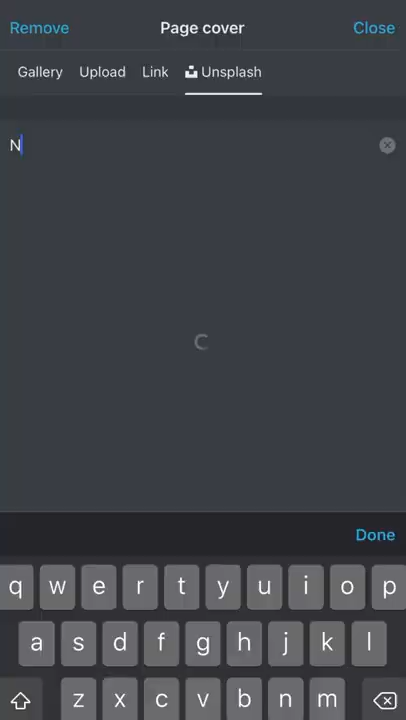 Remove Page cover Close
Gallery Upload Link Unsplash
N
Done
q w e r t y u i o p
a s d f g h j k l
z x c v b n m